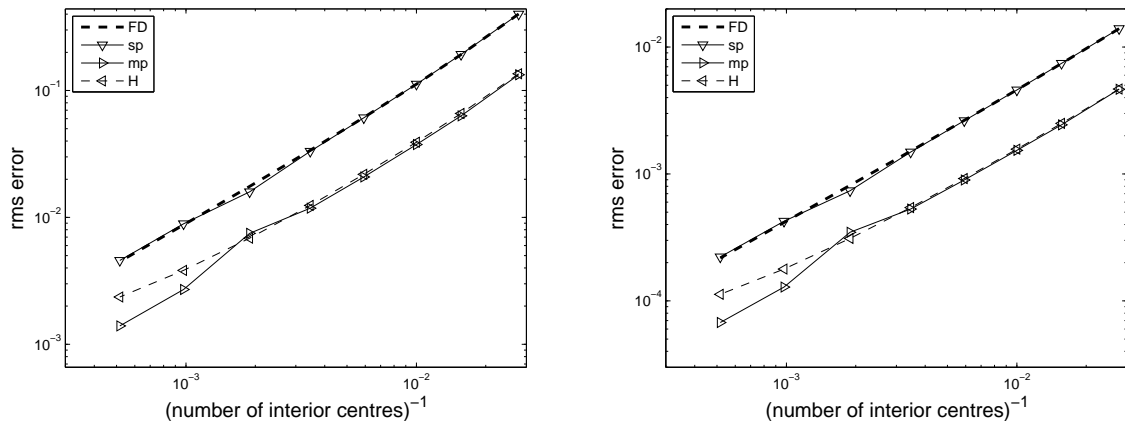 FD
sp
mp
H
10⁻¹
10⁻²
10⁻³
rms error
10⁻³
10⁻²
(number of interior centres)⁻¹
FD
sp
mp
H
10⁻²
10⁻³
10⁻⁴
rms error
10⁻³
10⁻²
(number of interior centres)⁻¹